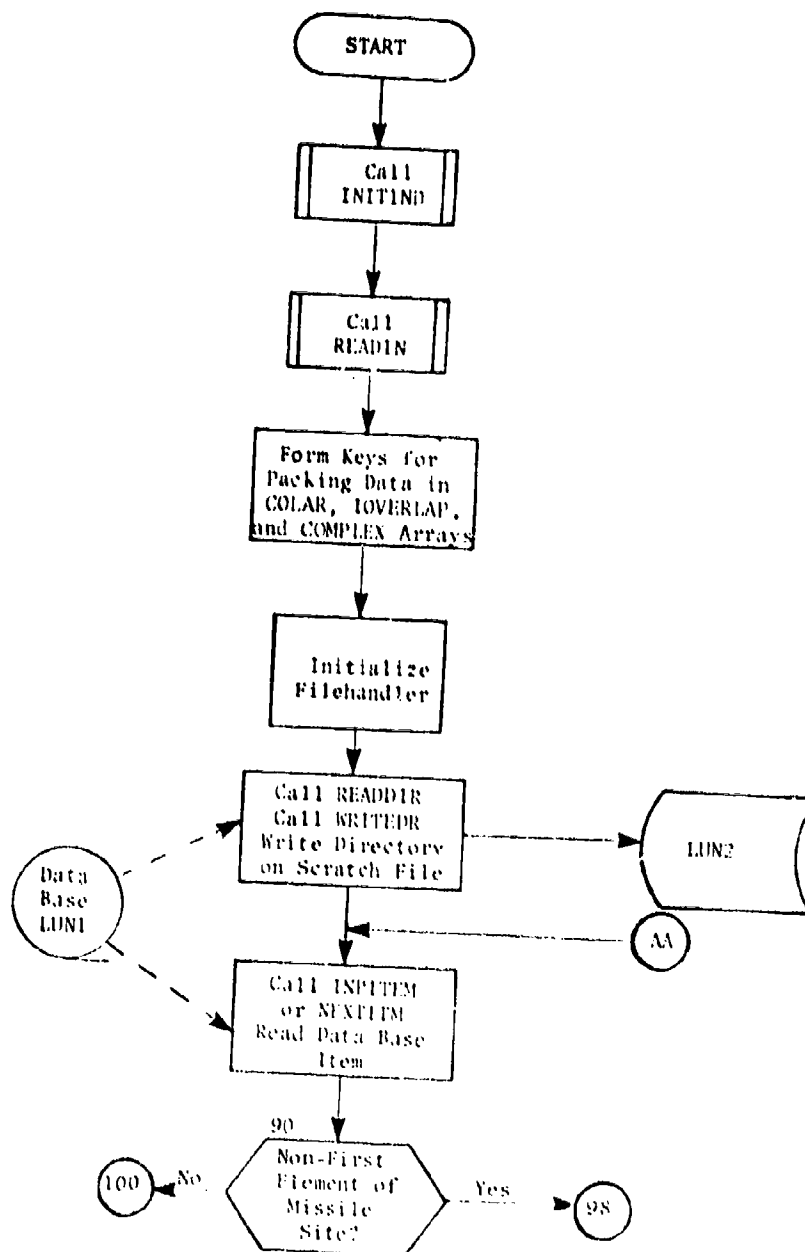 START
Call
INITIND
Call
READIN
Form Keys for
Packing Data in
COLAR, IOVERLAP,
and COMPLEX Arrays
Initialize
Filehandler
Call READDIR
Call WRITEDR
Write Directory
on Scratch File
LUN2
Data
Base
LUN1
AA
Call INPITEM
or NEXTITM
Read Data Base
Item
90
Non-First
Element of
Missile
Site?
100
No
Yes
98